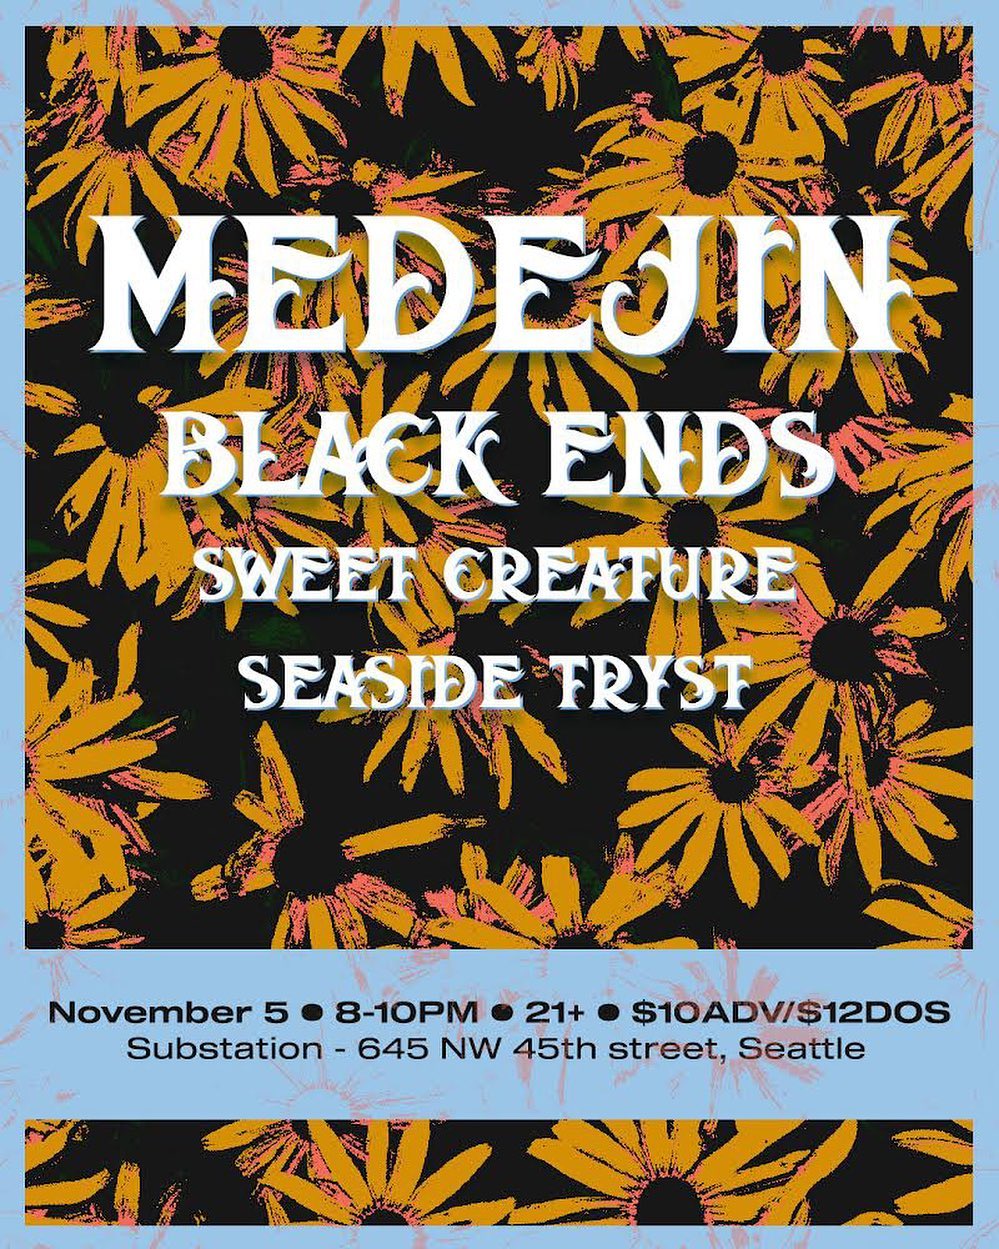 MEDEJIN
BLACK ENDS
SWEET CREATURE
SEASIDE TRYST
November 5 ● 8-10PM ● 21+ ● $10ADV/$12DOS
Substation - 645 NW 45th street, Seattle